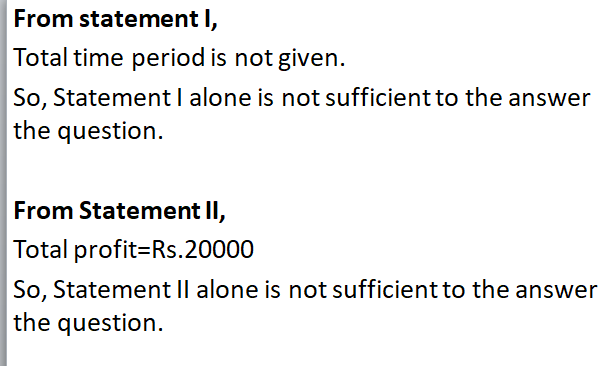 From statement I,
Total time period is not given.
So, Statement I alone is not sufficient to the answer
the question.
From Statement II,
Total profit=Rs.20000
So, Statement II alone is not sufficient to the answer
the question.